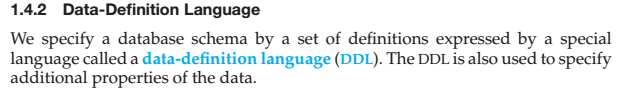 1.4.2 Data-Definition Language
We specify a database schema by a set of definitions expressed by a special
language called a data-definition language (DDL). The DDL is also used to specify
additional properties of the data.